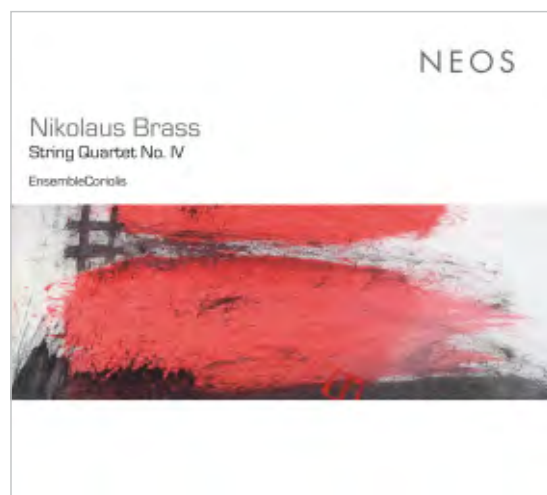 NEOS
Nikolaus Brass
String Quartet No. IV
EnsembleCoriolis